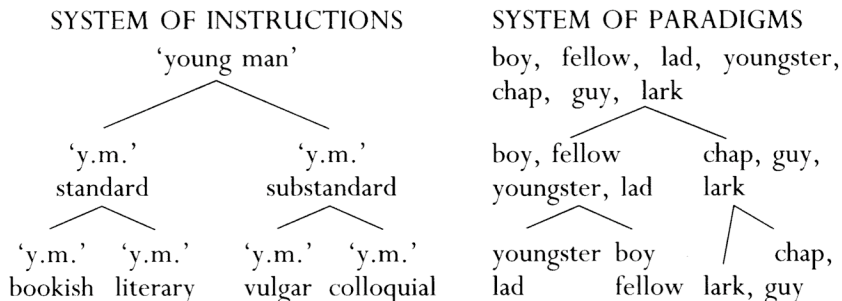 SYSTEM OF INSTRUCTIONS
'young man'
'y.m.' 'y.m.'
standard substandard
'y.m.' 'y.m.' 'y.m.' 'y.m.'
bookish literary vulgar colloquial
SYSTEM OF PARADIGMS
boy, fellow, lad, youngster,
chap, guy, lark
boy, fellow chap, guy,
youngster, lad lark
youngster boy chap,
lad fellow lark, guy